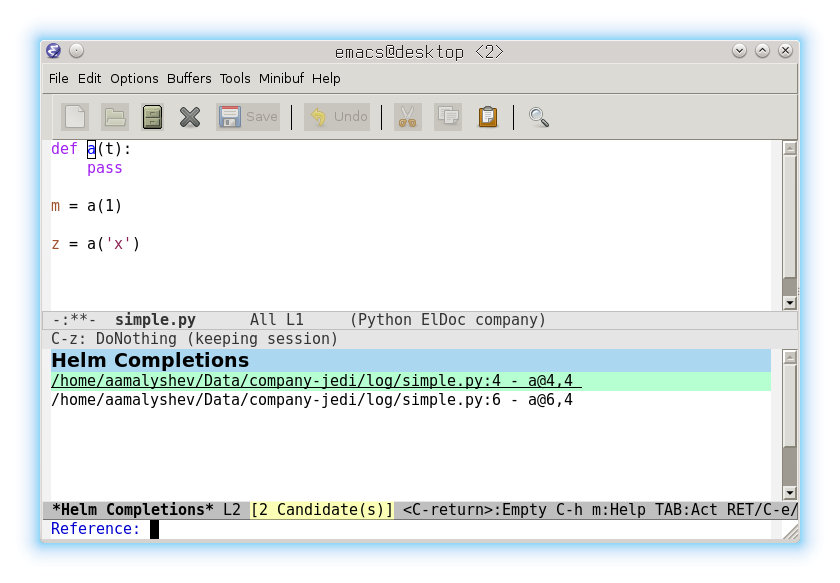 emacs@desktop <2>
File Edit Options Buffers Tools Minibuf Help
Save Undo
def a(t):
    pass
m = a(1)
z = a('x')
-:**-  simple.py      All L1     (Python ElDoc company)
C-z: DoNothing (keeping session)
Helm Completions
/home/aamalyshev/Data/company-jedi/log/simple.py:4 - a@4,4
/home/aamalyshev/Data/company-jedi/log/simple.py:6 - a@6,4
*Helm Completions* L2 [2 Candidate(s)] <C-return>:Empty C-h m:Help TAB:Act RET/C-e/
Reference: